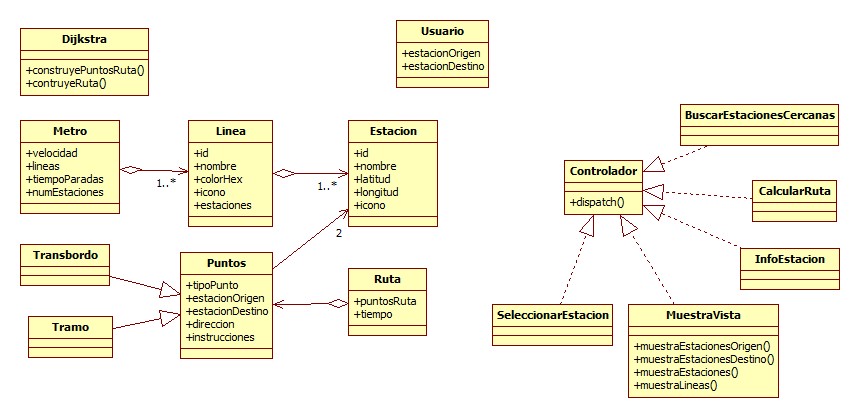 Dijkstra
+construyePuntosRuta()
+contruyeRuta()
Usuario
+estacionOrigen
+estacionDestino
Metro
+velocidad
+lineas
+tiempoParadas
+numEstaciones
1..*
Linea
+id
+nombre
+colorHex
+icono
+estaciones
1..*
Estacion
+id
+nombre
+latitud
+longitud
+icono
2
Transbordo
Tramo
Puntos
+tipoPunto
+estacionOrigen
+estacionDestino
+direccion
+instrucciones
Ruta
+puntosRuta
+tiempo
BuscarEstacionesCercanas
Controlador
+dispatch()
CalcularRuta
InfoEstacion
SeleccionarEstacion
MuestraVista
+muestraEstacionesOrigen()
+muestraEstacionesDestino()
+muestraEstaciones()
+muestraLineas()